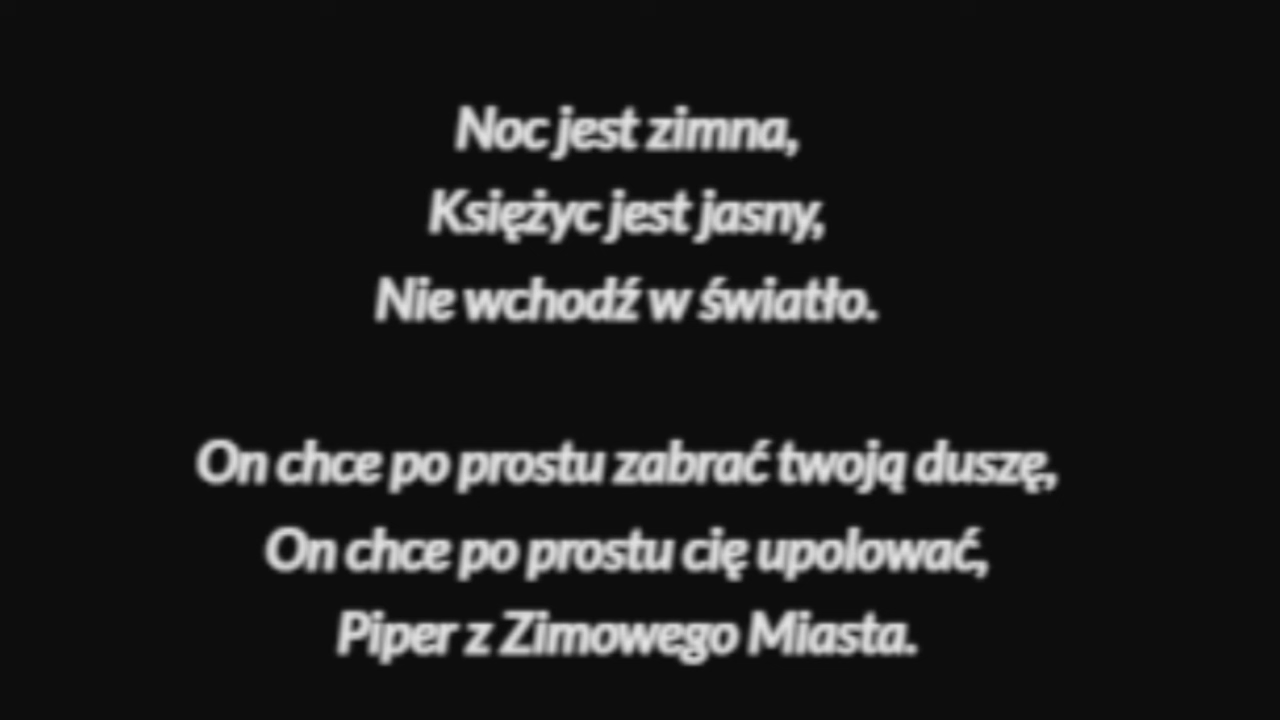 Noc jest zimna,
Księżyc jest jasny,
Nie wchodź w światło.
On chce po prostu zabrać twoją duszę,
On chce po prostu cię upolować,
Piper z Zimowego Miasta.